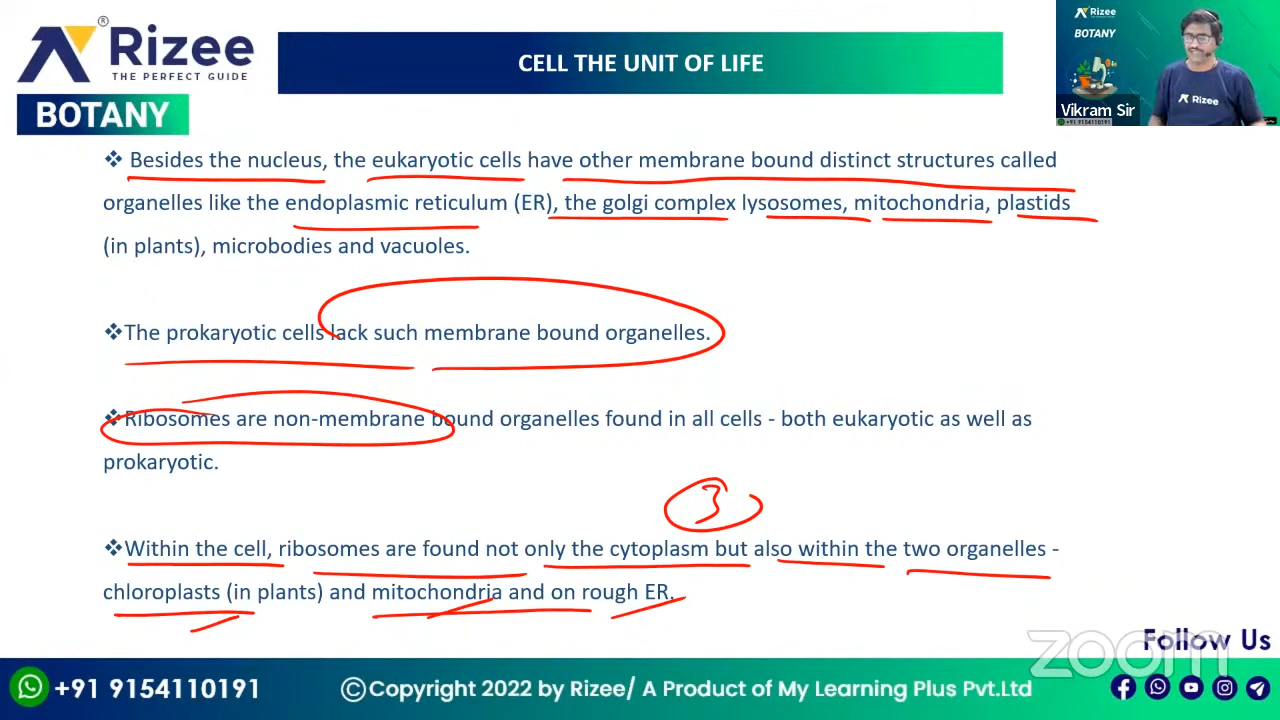 Rizee®
THE PERFECT GUIDE
BOTANY
CELL THE UNIT OF LIFE
Rizee
BOTANY
Rizee
Vikram Sir
+91 9154110191
❖ Besides the nucleus, the eukaryotic cells have other membrane bound distinct structures called
organelles like the endoplasmic reticulum (ER), the golgi complex lysosomes, mitochondria, plastids
(in plants), microbodies and vacuoles.
❖The prokaryotic cells lack such membrane bound organelles.
❖Ribosomes are non-membrane bound organelles found in all cells - both eukaryotic as well as
prokaryotic.
3
❖Within the cell, ribosomes are found not only the cytoplasm but also within the two organelles -
chloroplasts (in plants) and mitochondria and on rough ER.
Follow Us
zoom
+91 9154110191
©Copyright 2022 by Rizee/ A Product of My Learning Plus Pvt.Ltd